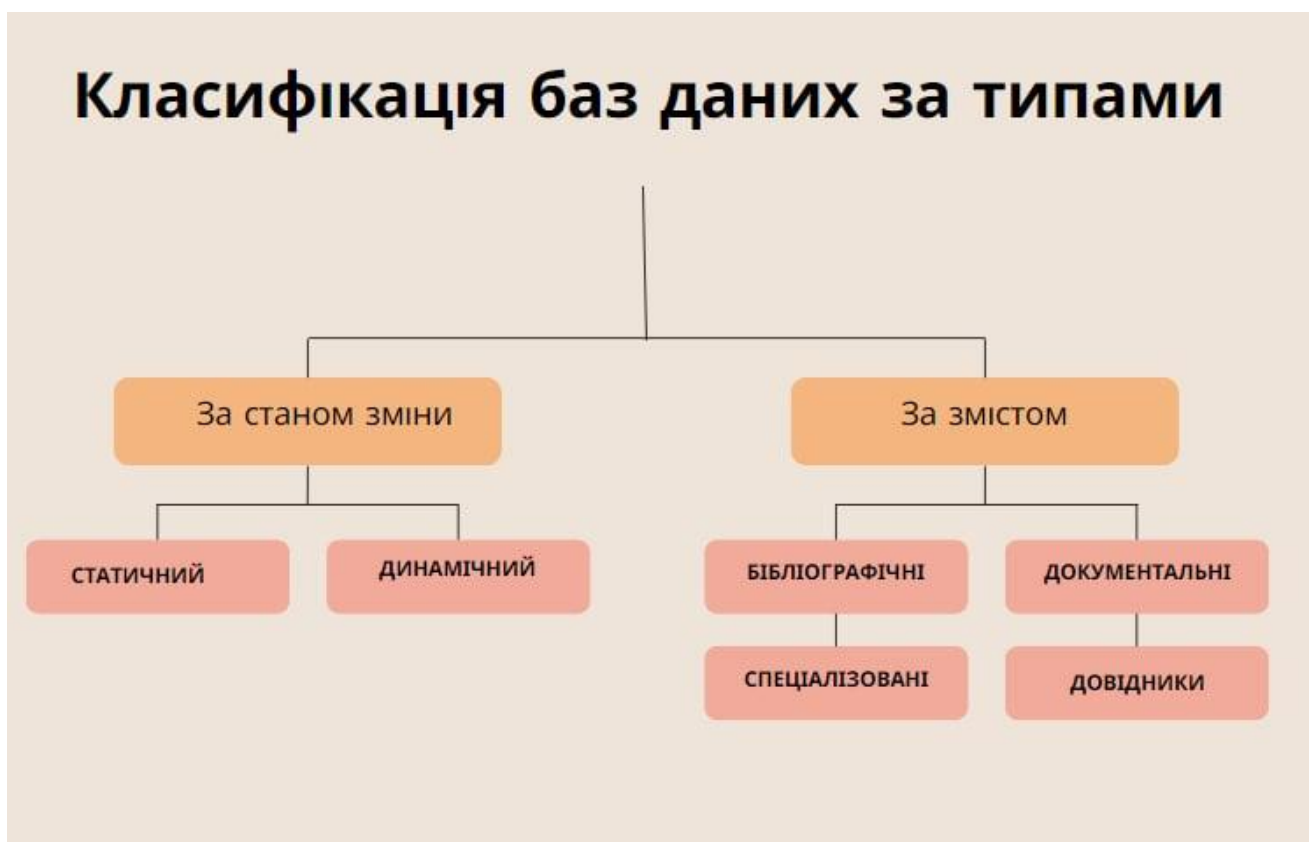 Класифікація баз даних за типами
За станом зміни
За змістом
СТАТИЧНИЙ
ДИНАМІЧНИЙ
БІБЛІОГРАФІЧНІ
ДОКУМЕНТАЛЬНІ
СПЕЦІАЛІЗОВАНІ
ДОВІДНИКИ